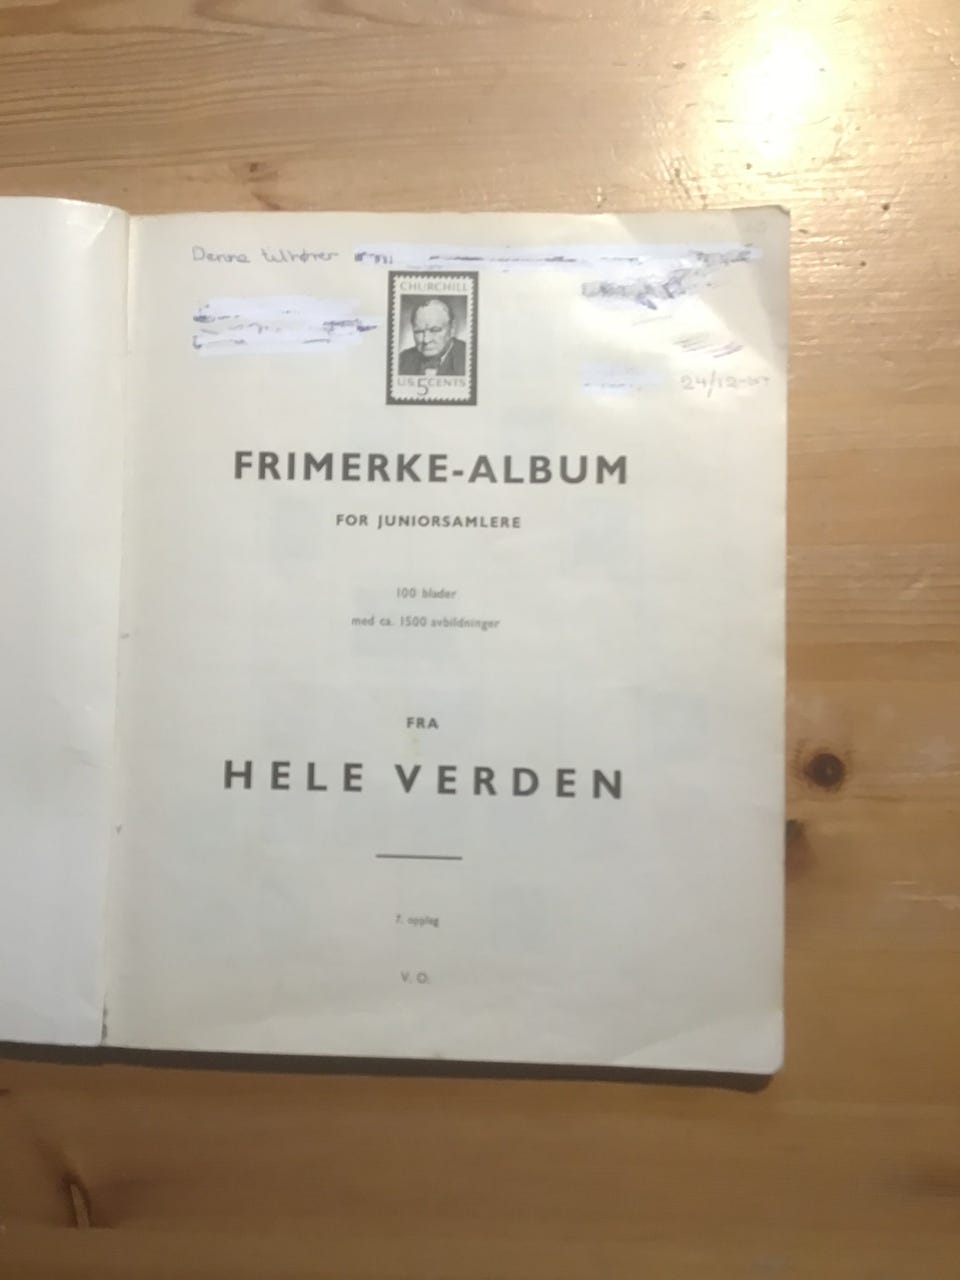 Denne tilhører
CHURCHILL
U.S. 5 CENTS
24/12-67
FRIMERKE-ALBUM
FOR JUNIORSAMLERE
100 blader
med ca. 1500 avbildninger
FRA
HELE VERDEN
7. opplag
V. O.